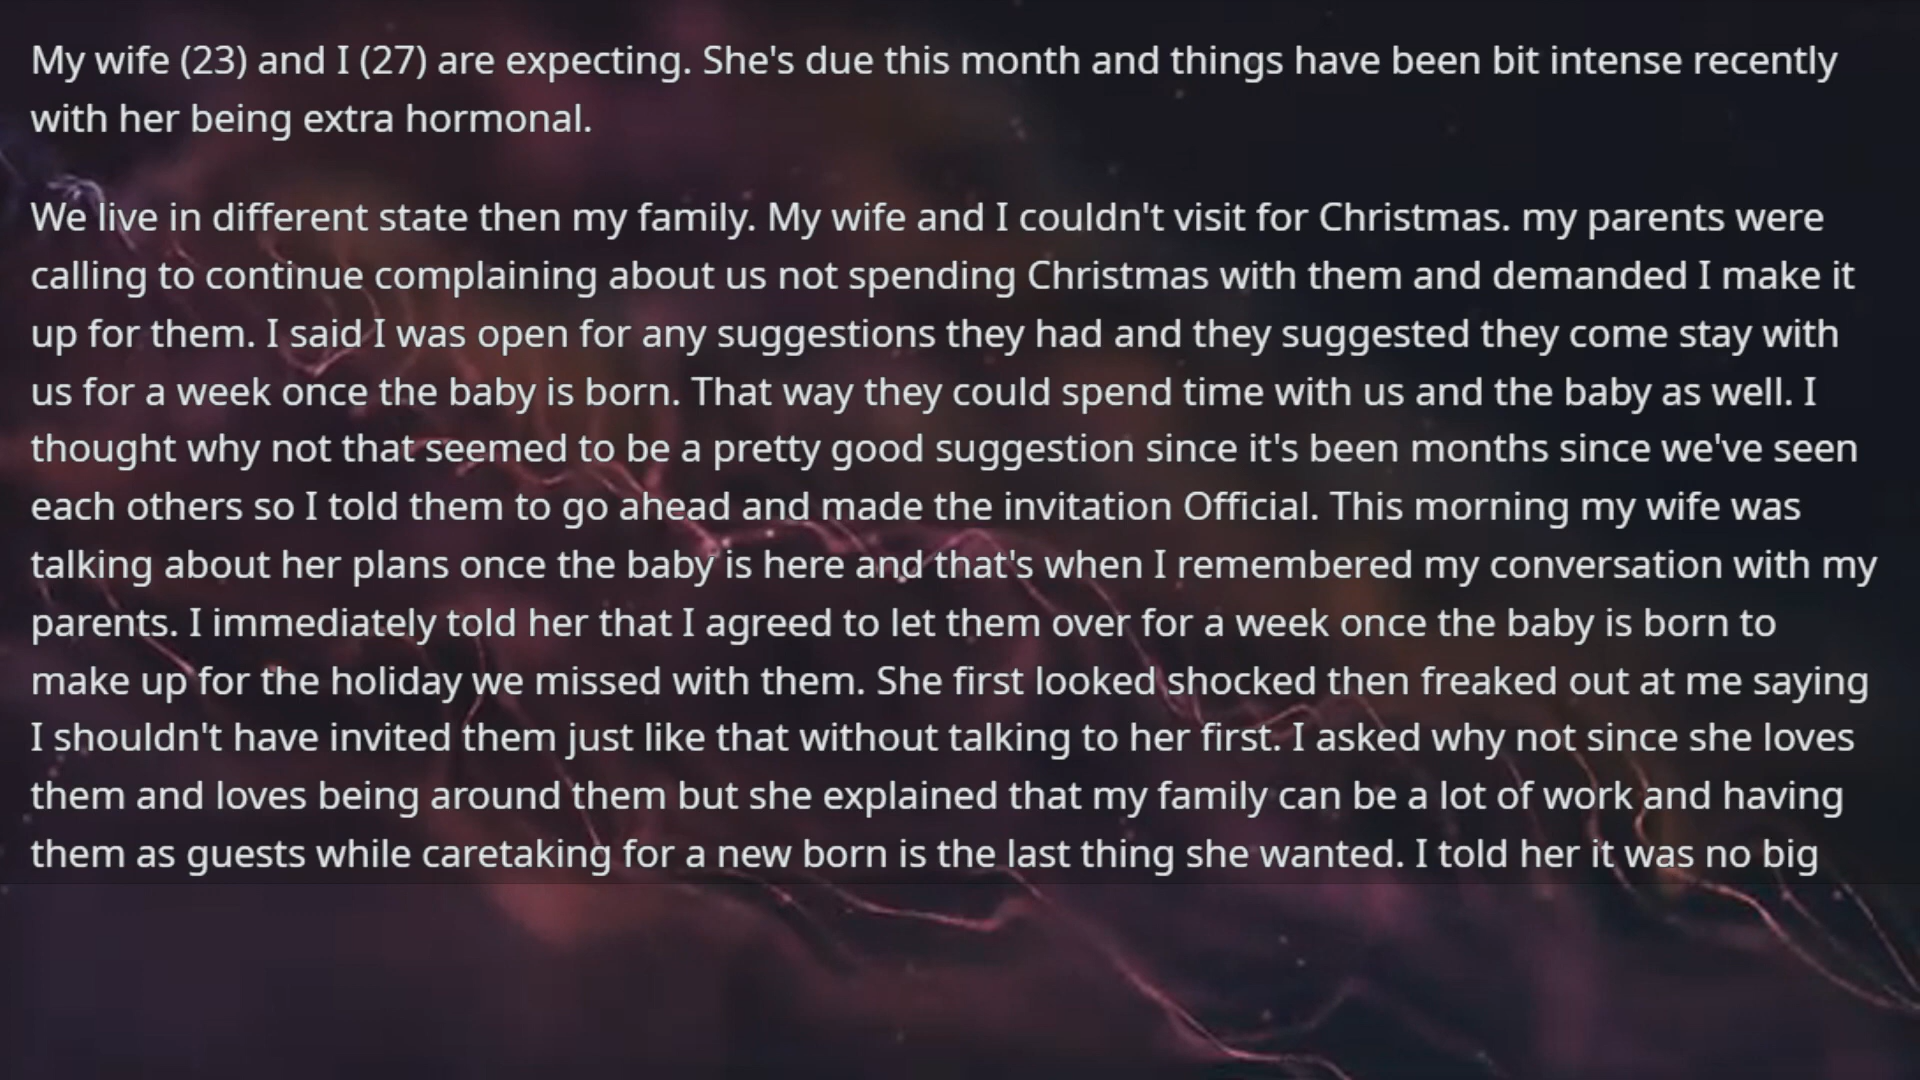 My wife (23) and I (27) are expecting. She's due this month and things have been bit intense recently
with her being extra hormonal.
We live in different state then my family. My wife and I couldn't visit for Christmas. my parents were
calling to continue complaining about us not spending Christmas with them and demanded I make it
up for them. I said I was open for any suggestions they had and they suggested they come stay with
us for a week once the baby is born. That way they could spend time with us and the baby as well. I
thought why not that seemed to be a pretty good suggestion since it's been months since we've seen
each others so I told them to go ahead and made the invitation Official. This morning my wife was
talking about her plans once the baby is here and that's when I remembered my conversation with my
parents. I immediately told her that I agreed to let them over for a week once the baby is born to
make up for the holiday we missed with them. She first looked shocked then freaked out at me saying
I shouldn't have invited them just like that without talking to her first. I asked why not since she loves
them and loves being around them but she explained that my family can be a lot of work and having
them as guests while caretaking for a new born is the last thing she wanted. I told her it was no big